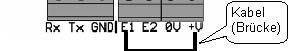 Rx Tx GND E1 E2 0V +V
Kabel
(Brücke)